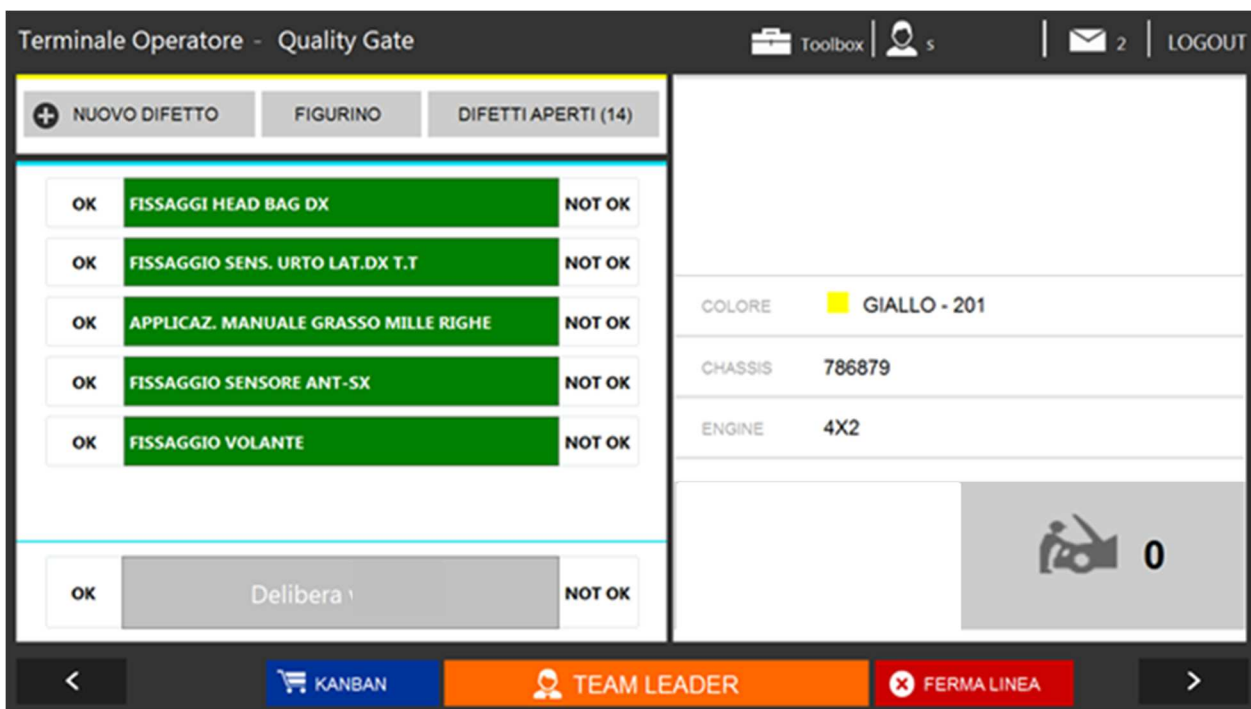 Terminale Operatore - Quality Gate
Toolbox
s
2
LOGOUT
NUOVO DIFETTO
FIGURINO
DIFETTI APERTI (14)
OK FISSAGGI HEAD BAG DX NOT OK
OK FISSAGGIO SENS. URTO LAT.DX T.T NOT OK
OK APPLICAZ. MANUALE GRASSO MILLE RIGHE NOT OK
OK FISSAGGIO SENSORE ANT-SX NOT OK
OK FISSAGGIO VOLANTE NOT OK
OK Delibera NOT OK
COLORE GIALLO - 201
CHASSIS 786879
ENGINE 4X2
0
<
KANBAN
TEAM LEADER
FERMA LINEA
>